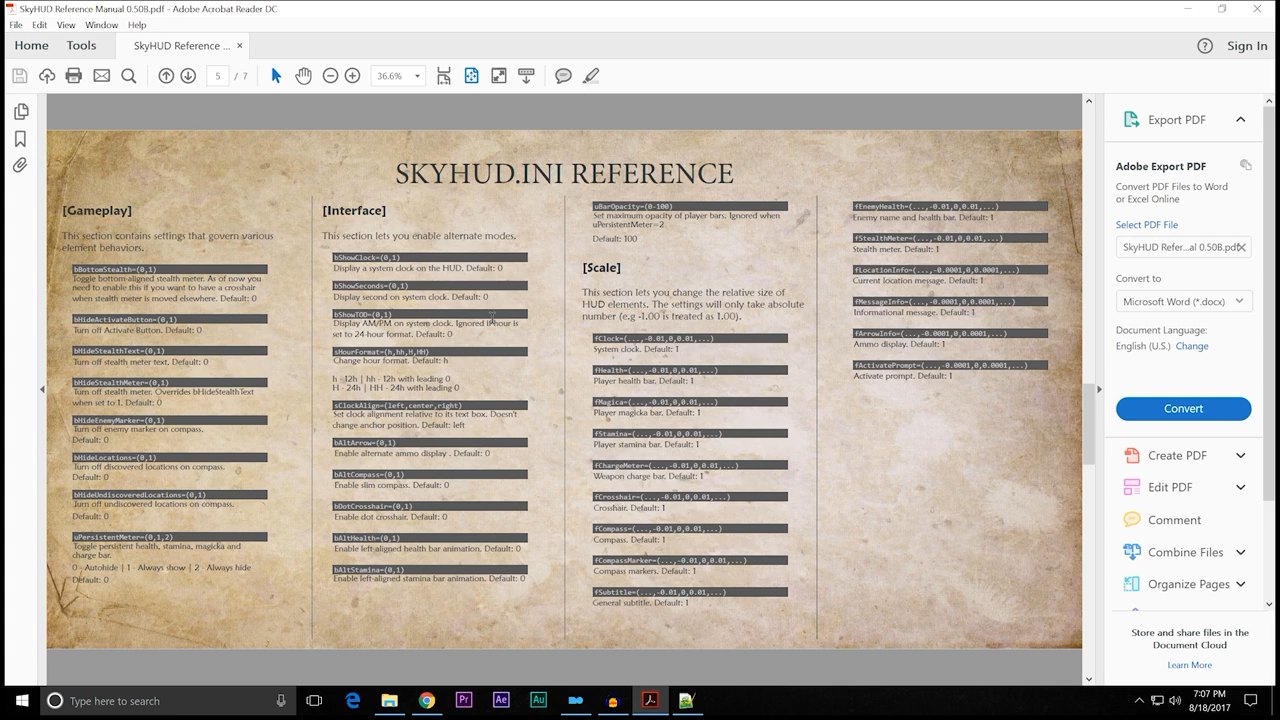 SkyHUD Reference Manual 0.50B.pdf - Adobe Acrobat Reader DC
File Edit View Window Help
Home Tools SkyHUD Reference ... × Sign In
5 / 7 36.6%
SKYHUD.INI REFERENCE
[Gameplay]
This section contains settings that govern various
element behaviors.
bBottomStealth=(0,1)
Toggle bottom-aligned stealth meter. As of now you
need to enable this if you want to have a crosshair
when stealth meter is moved elsewhere. Default: 0
bHideActivateButton=(0,1)
Turn off Activate Button. Default: 0
bHideStealthText=(0,1)
Turn off stealth meter text. Default: 0
bHideStealthMeter=(0,1)
Turn off stealth meter. Overrides bHideStealthText
when set to 1. Default: 0
bHideEnemyMarker=(0,1)
Turn off enemy marker on compass.
Default: 0
bHideLocations=(0,1)
Turn off discovered locations on compass.
Default: 0
bHideUndiscoveredLocations=(0,1)
Turn off undiscovered locations on compass.
Default: 0
uPersistentMeter=(0,1,2)
Toggle persistent health, stamina, magicka and
charge bar.
0 - Autohide | 1 - Always show | 2 - Always hide
Default: 0
[Interface]
This section lets you enable alternate modes.
bShowClock=(0,1)
Display a system clock on the HUD. Default: 0
bShowSeconds=(0,1)
Display second on system clock. Default: 0
bShowTOD=(0,1)
Display AM/PM on system clock. Ignored if hour is
set to 24-hour format. Default: 0
sHourFormat=(h,hh,H,HH)
Change hour format. Default: h
h - 12h | hh - 12h with leading 0
H - 24h | HH - 24h with leading 0
sClockAlign=(left,center,right)
Set clock alignment relative to its text box. Doesn't
change anchor position. Default: left
bAltArrow=(0,1)
Enable alternate ammo display . Default: 0
bAltCompass=(0,1)
Enable slim compass. Default: 0
bDotCrosshair=(0,1)
Enable dot crosshair. Default: 0
bAltHealth=(0,1)
Enable left-aligned health bar animation. Default: 0
bAltStamina=(0,1)
Enable left-aligned stamina bar animation. Default: 0
uBarOpacity=(0-100)
Set maximum opacity of player bars. Ignored when
uPersistentMeter=2
Default: 100
[Scale]
This section lets you change the relative size of
HUD elements. The settings will only take absolute
number (e.g -1.00 is treated as 1.00).
fClock=(...,-0.01,0,0.01,...)
System clock. Default: 1
fHealth=(...,-0.01,0,0.01,...)
Player health bar. Default: 1
fMagica=(...,-0.01,0,0.01,...)
Player magicka bar. Default: 1
fStamina=(...,-0.01,0,0.01,...)
Player stamina bar. Default: 1
fChargeMeter=(...,-0.01,0,0.01,...)
Weapon charge bar. Default: 1
fCrosshair=(...,-0.01,0,0.01,...)
Crosshair. Default: 1
fCompass=(...,-0.01,0,0.01,...)
Compass. Default: 1
fCompassMarker=(...,-0.01,0,0.01,...)
Compass markers. Default: 1
fSubtitle=(...,-0.01,0,0.01,...)
General subtitle. Default: 1
fEnemyHealth=(...,-0.01,0,0.01,...)
Enemy name and health bar. Default: 1
fStealthMeter=(...,-0.01,0,0.01,...)
Stealth meter. Default: 1
fLocationInfo=(...,-0.0001,0,0.0001,...)
Current location message. Default: 1
fMessageInfo=(...,-0.0001,0,0.0001,...)
Informational message. Default: 1
fArrowInfo=(...,-0.0001,0,0.0001,...)
Ammo display. Default: 1
fActivatePrompt=(...,-0.0001,0,0.0001,...)
Activate prompt. Default: 1
Export PDF
Adobe Export PDF
Convert PDF Files to Word
or Excel Online
Select PDF File
SkyHUD Refer...al 0.50B.pdf
Convert to
Microsoft Word (*.docx)
Document Language:
English (U.S.) Change
Convert
Create PDF
Edit PDF
Comment
Combine Files
Organize Pages
Store and share files in the
Document Cloud
Learn More
Type here to search
Pr Ae Au
7:07 PM
8/18/2017